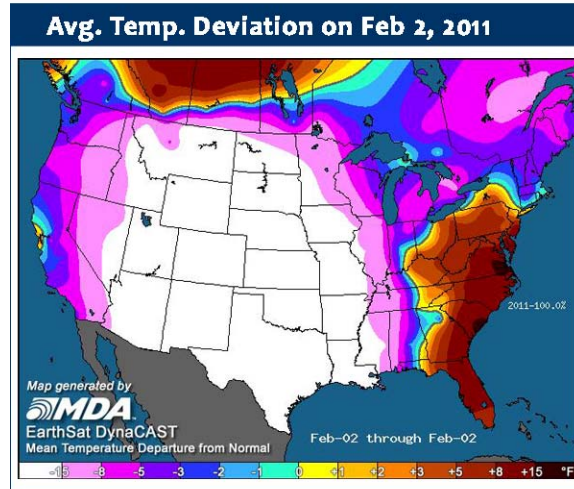 Avg. Temp. Deviation on Feb 2, 2011
2011-100.0%
Map generated by
MDA
EarthSat DynaCAST
Mean Temperature Departure from Normal
Feb-02 through Feb-02
-15 -8 -5 -3 -2 -1 0 +1 +2 +3 +5 +8 +15 °F